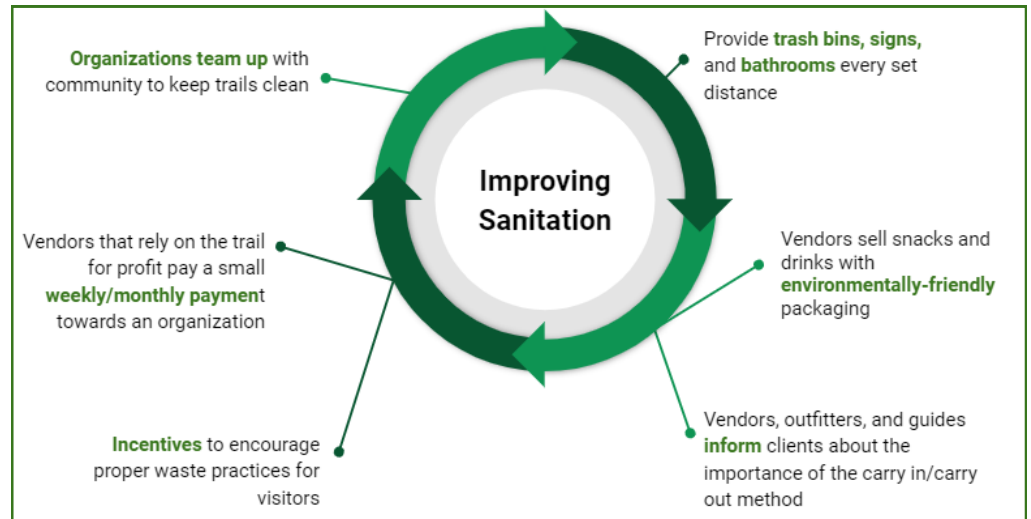 Organizations team up with
community to keep trails clean
Provide trash bins, signs,
and bathrooms every set
distance
Improving
Sanitation
Vendors that rely on the trail
for profit pay a small
weekly/monthly payment
towards an organization
Vendors sell snacks and
drinks with
environmentally-friendly
packaging
Incentives to encourage
proper waste practices for
visitors
Vendors, outfitters, and guides
inform clients about the
importance of the carry in/carry
out method